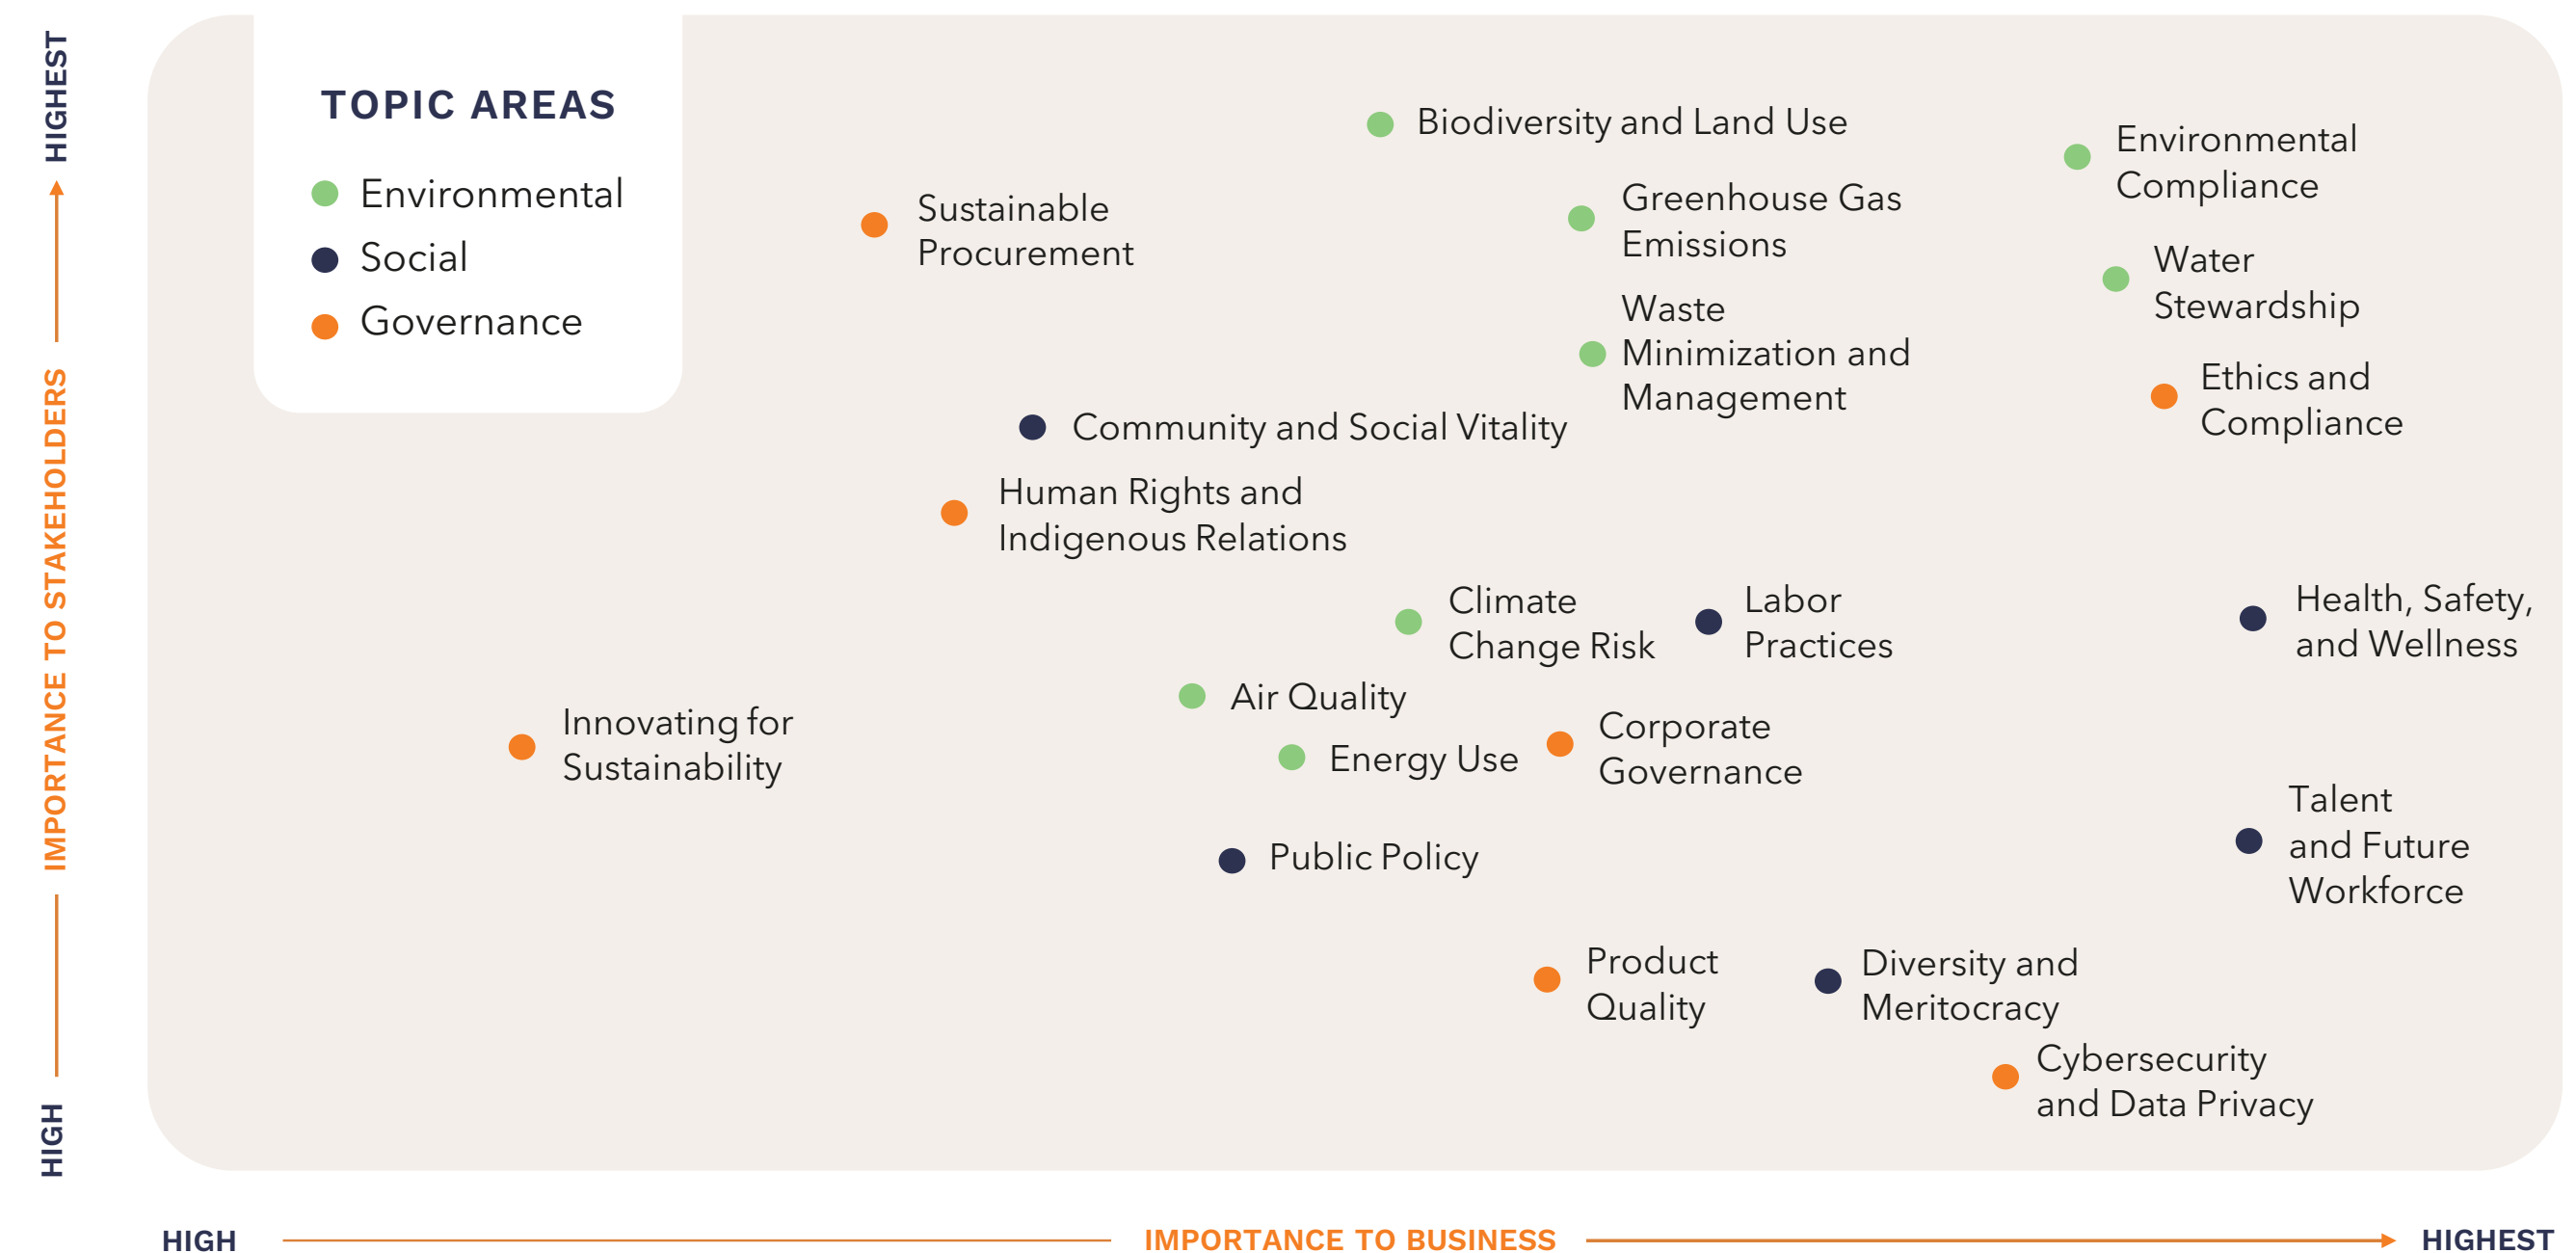 HIGHEST
IMPORTANCE TO STAKEHOLDERS
HIGH
TOPIC AREAS
Environmental
Social
Governance
Biodiversity and Land Use
Environmental
Compliance
Sustainable
Procurement
Greenhouse Gas
Emissions
Water
Stewardship
Waste
Minimization and
Management
Ethics and
Compliance
Community and Social Vitality
Human Rights and
Indigenous Relations
Climate
Change Risk
Labor
Practices
Health, Safety,
and Wellness
Air Quality
Innovating for
Sustainability
Corporate
Governance
Energy Use
Talent
and Future
Workforce
Public Policy
Product
Quality
Diversity and
Meritocracy
Cybersecurity
and Data Privacy
HIGH
IMPORTANCE TO BUSINESS
HIGHEST